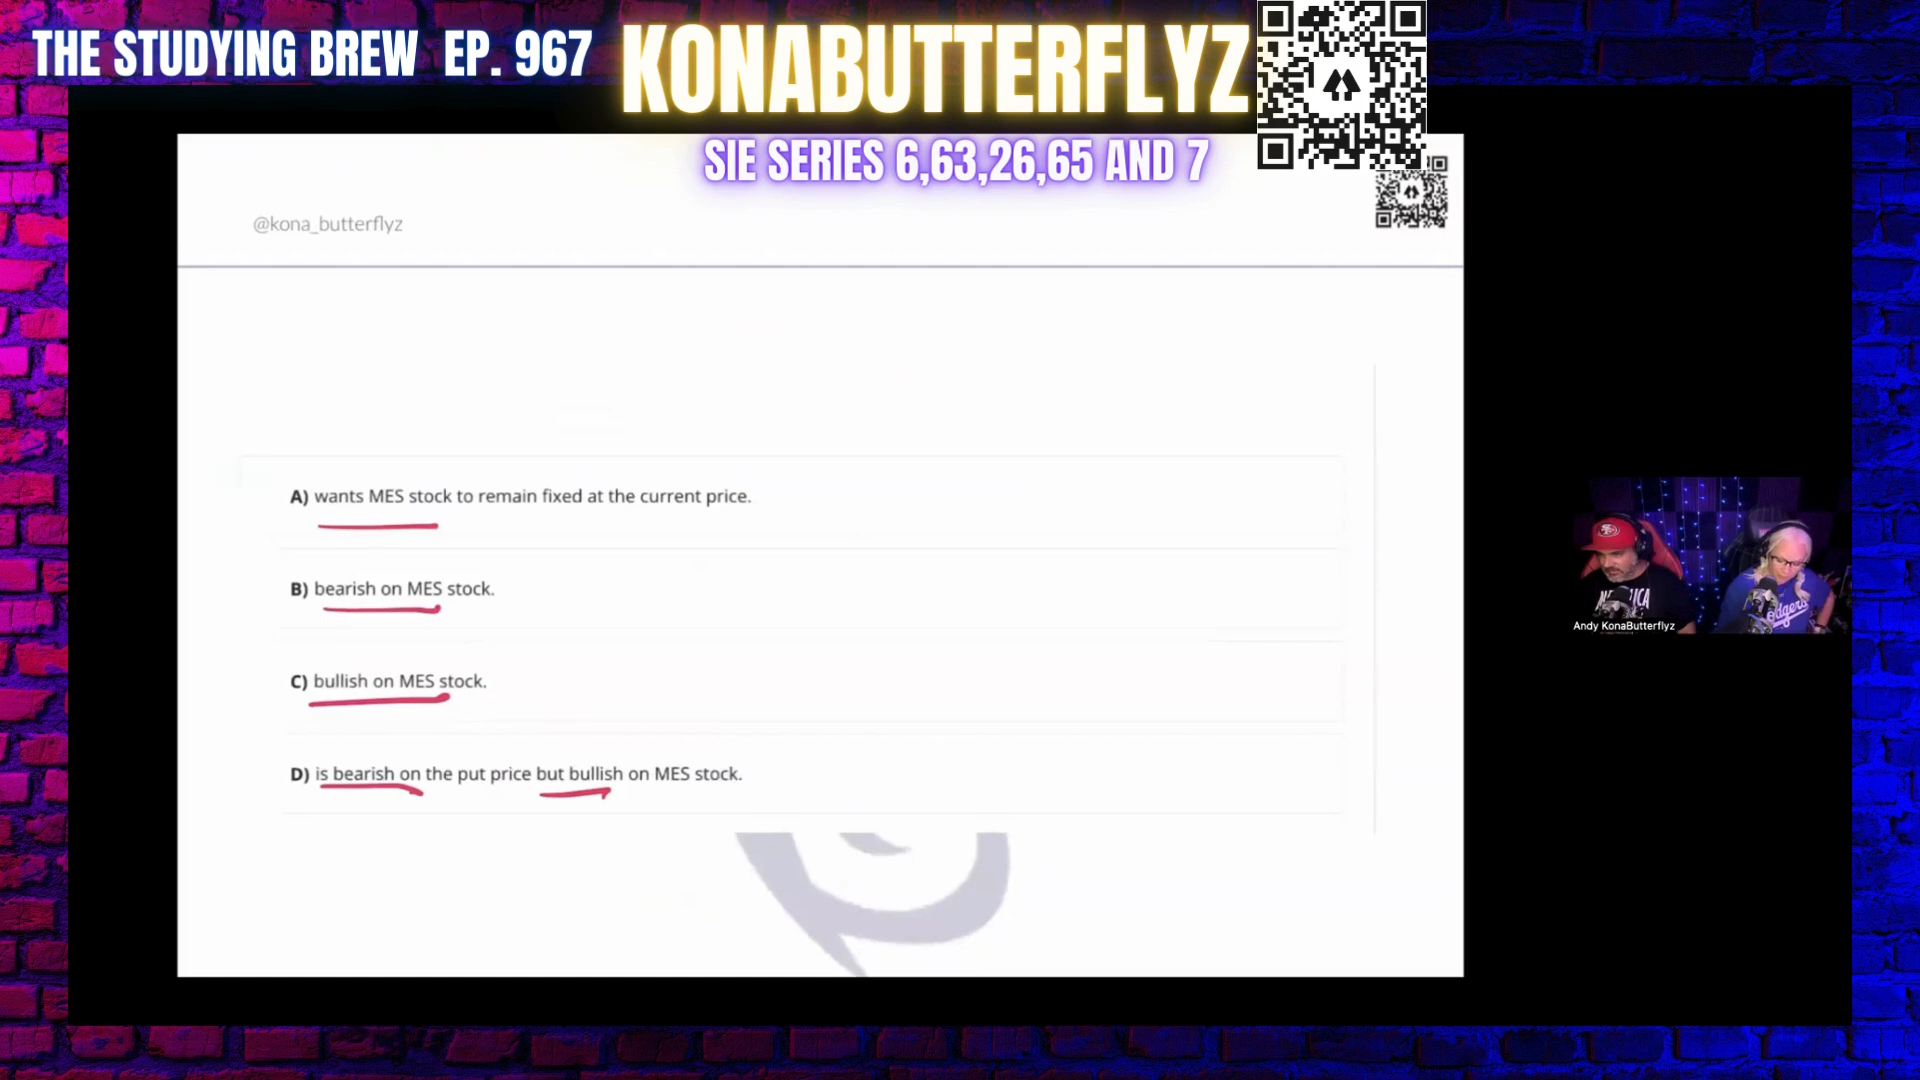 THE STUDYING BREW EP. 967
KONABUTTERFLYZ
SIE SERIES 6,63,26,65 AND 7
@kona_butterflyz
A) wants MES stock to remain fixed at the current price.
B) bearish on MES stock.
C) bullish on MES stock.
D) is bearish on the put price but bullish on MES stock.
Andy KonaButterflyz